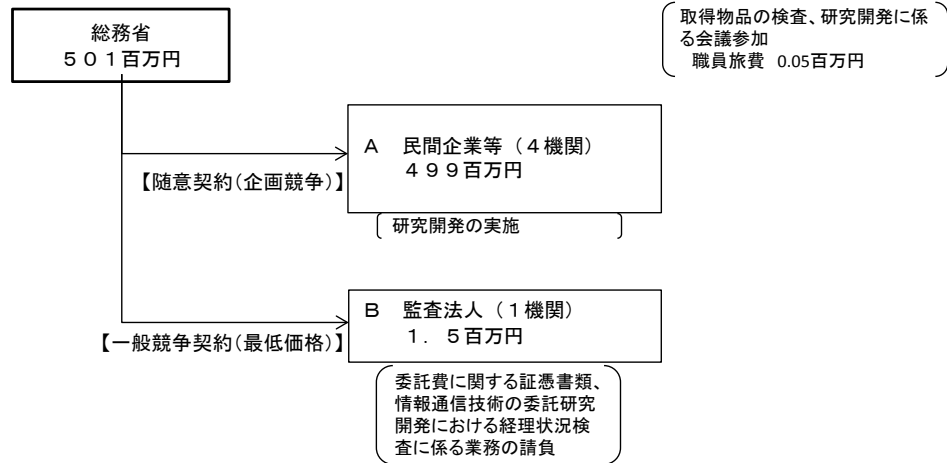 総務省
５０１百万円
取得物品の検査、研究開発に係
る会議参加
職員旅費 0.05百万円
A 民間企業等（４機関）
４９９百万円
【随意契約（企画競争）】
研究開発の実施
B 監査法人（１機関）
１．５百万円
【一般競争契約（最低価格）】
委託費に関する証憑書類、
情報通信技術の委託研究
開発における経理状況検
査に係る業務の請負